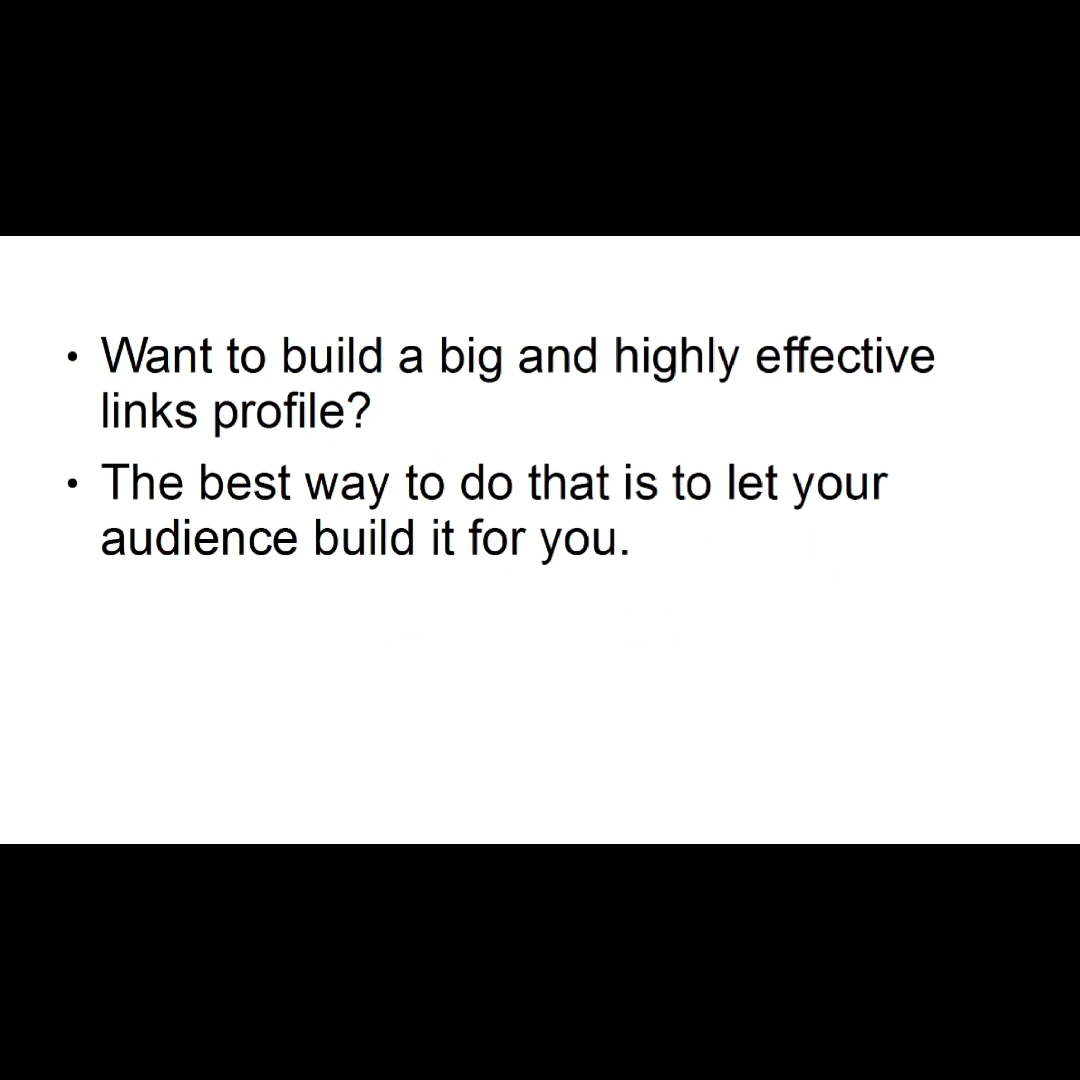 • Want to build a big and highly effective
links profile?
• The best way to do that is to let your
audience build it for you.